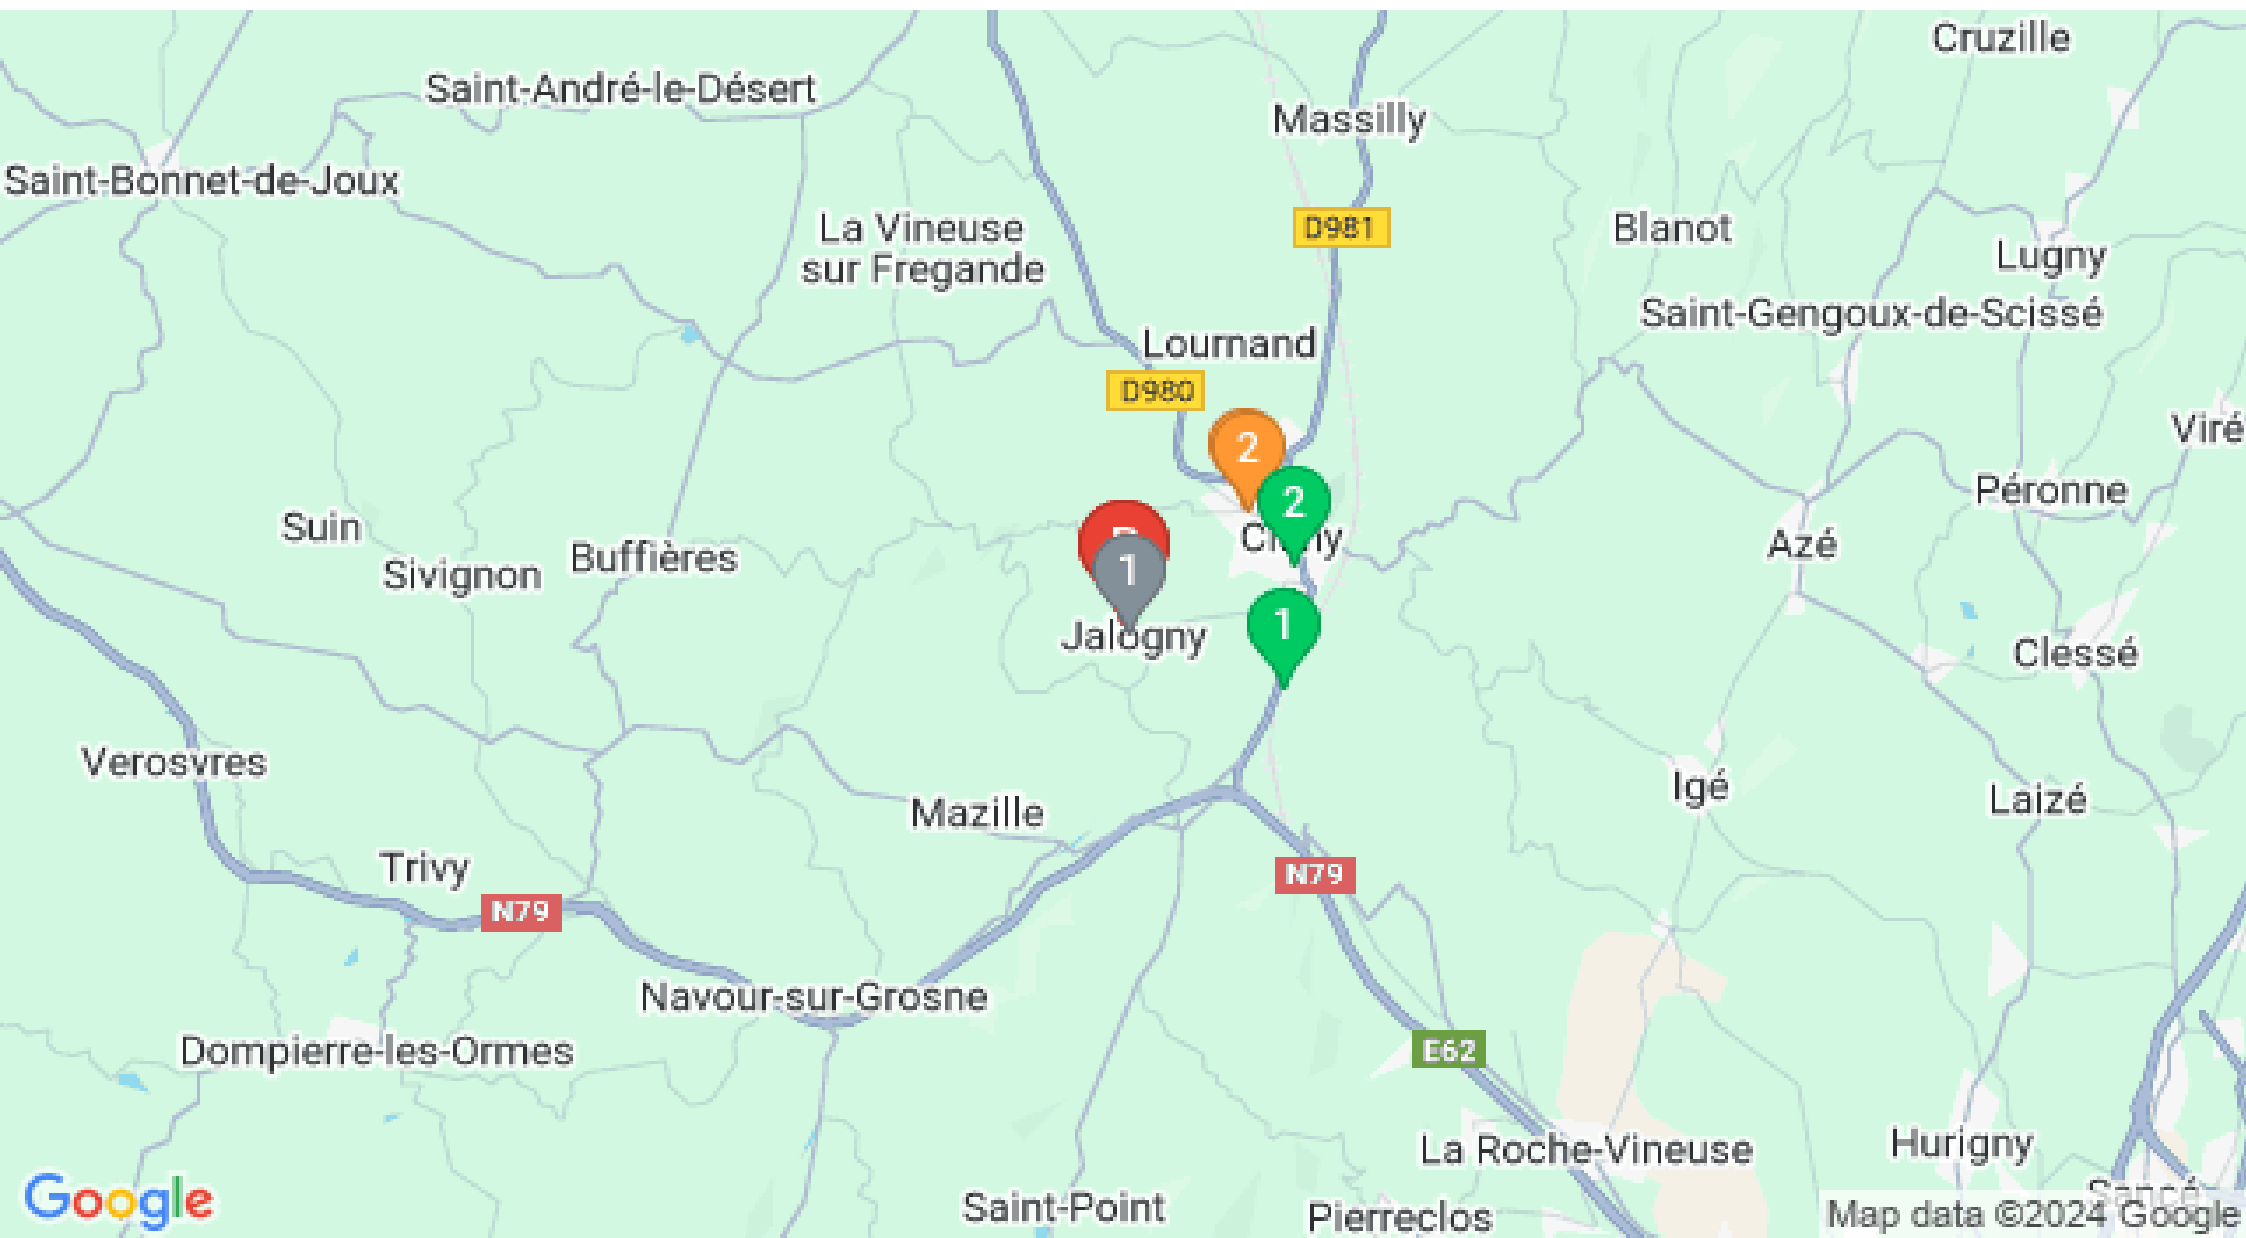 Cruzille
Saint-André-le-Désert
Massilly
Saint-Bonnet-de-Joux
La Vineuse
sur Fregande
D981
Blanot
Lugny
Saint-Gengoux-de-Scissé
Lournand
D980
Viré
2
2
Péronne
Suin
Azé
Buffières
Sivignon
1
1
Jalogny
Clessé
Verosvres
Igé
Laizé
Mazille
Trivy
N79
N79
Navour-sur-Grosne
E62
Dompierre-les-Ormes
La Roche-Vineuse
Hurigny
Sancé
Google
Saint-Point
Pierreclos
Map data ©2024 Google